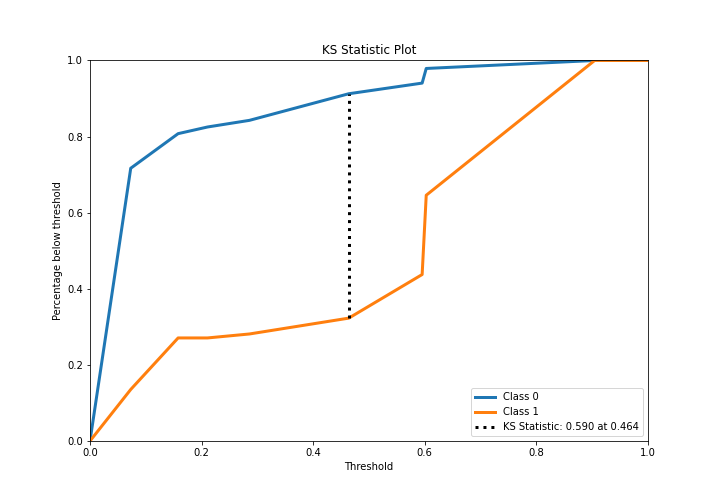 KS Statistic Plot
1.0
0.8
0.6
0.4
0.2
0.0
Percentage below threshold
0.0 0.2 0.4 0.6 0.8 1.0
Threshold
Class 0
Class 1
KS Statistic: 0.590 at 0.464